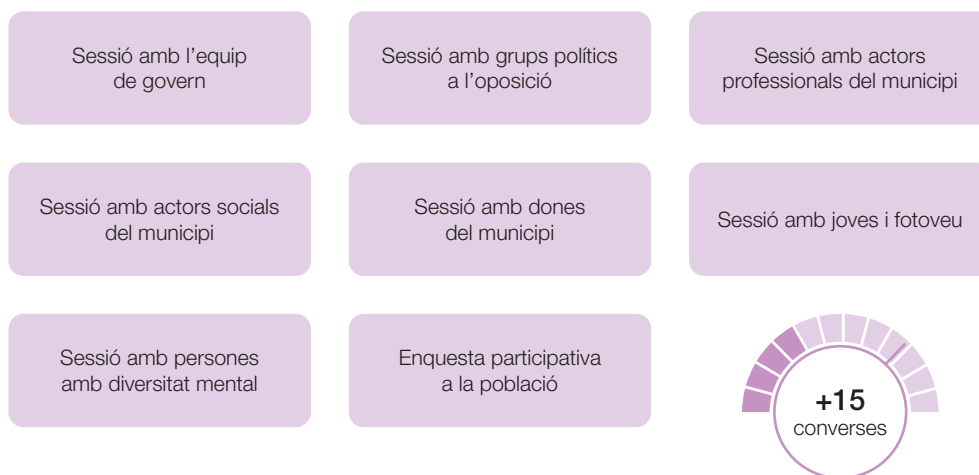 Sessió amb l’equip
de govern
Sessió amb grups polítics
a l’oposició
Sessió amb actors
professionals del municipi
Sessió amb actors socials
del municipi
Sessió amb dones
del municipi
Sessió amb joves i fotoveu
Sessió amb persones
amb diversitat mental
Enquesta participativa
a la població
+15
converses